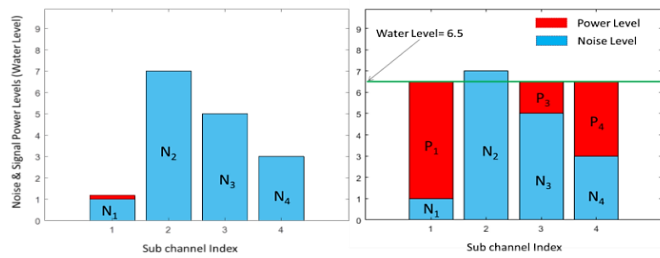 Noise & Signal Power Levels (Water Level)
9
8
7
6
5
4
3
2
1
0
N1
N2
N3
N4
1 2 3 4
Sub channel Index
Water Level= 6.5
Power Level
Noise Level
9
8
7
6
5
4
3
2
1
0
P1
N1
N2
P3
N3
P4
N4
1 2 3 4
Sub channel Index